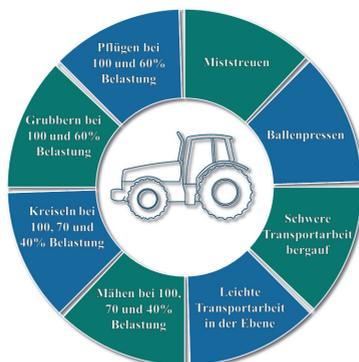 Pflügen bei
100 und 60%
Belastung
Miststreuen
Ballenpressen
Schwere
Transportarbeit
bergauf
Leichte
Transportarbeit
in der Ebene
Mähen bei 100,
70 und 40%
Belastung
Kreiseln bei
100, 70 und
40% Belastung
Grubbern bei
100 und 60%
Belastung